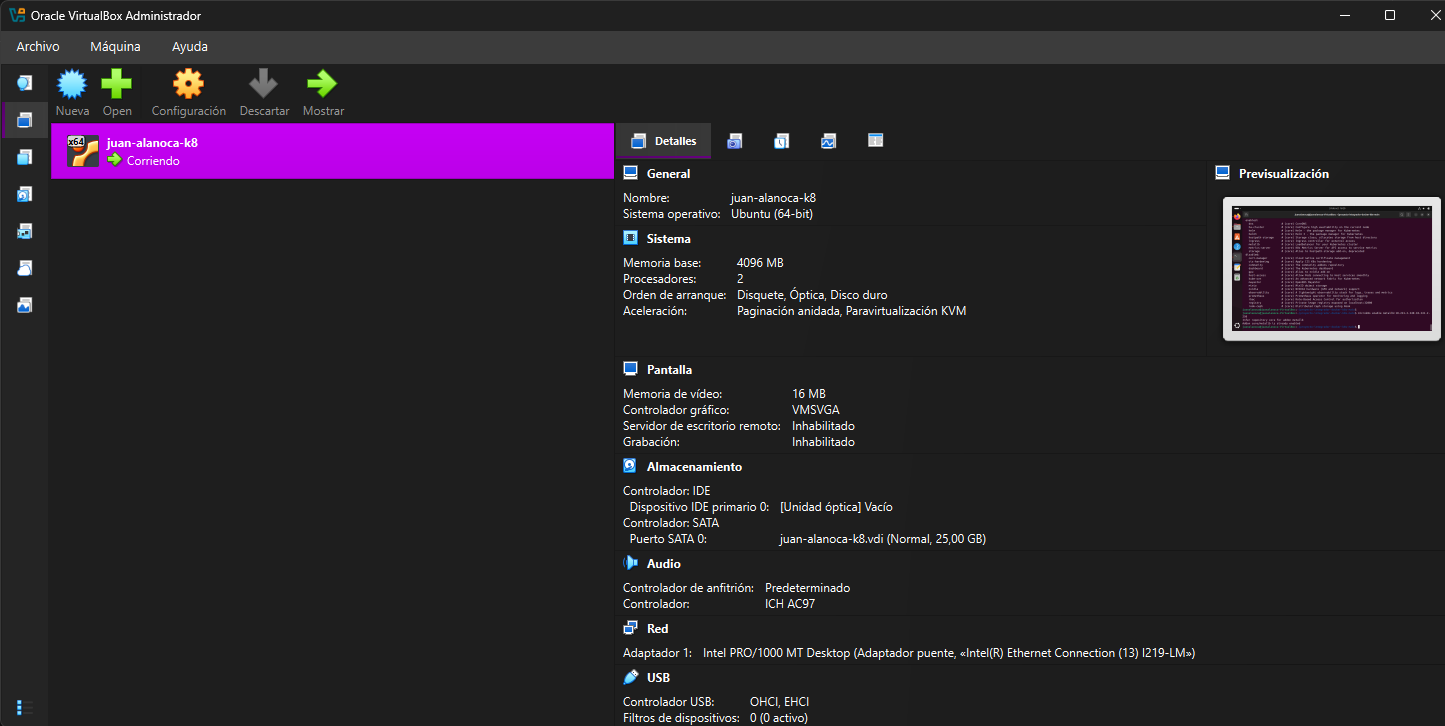 Oracle VirtualBox Administrador
Archivo Máquina Ayuda
Nueva Open Configuración Descartar Mostrar
x64
juan-alanoca-k8
Corriendo
Detalles
General
Nombre: juan-alanoca-k8
Sistema operativo: Ubuntu (64-bit)
Sistema
Memoria base: 4096 MB
Procesadores: 2
Orden de arranque: Disquete, Óptica, Disco duro
Aceleración: Paginación anidada, Paravirtualización KVM
Previsualización
Pantalla
Memoria de vídeo: 16 MB
Controlador gráfico: VMSVGA
Servidor de escritorio remoto: Inhabilitado
Grabación: Inhabilitado
Almacenamiento
Controlador: IDE
Dispositivo IDE primario 0: [Unidad óptica] Vacío
Controlador: SATA
Puerto SATA 0: juan-alanoca-k8.vdi (Normal, 25,00 GB)
Audio
Controlador de anfitrión: Predeterminado
Controlador: ICH AC97
Red
Adaptador 1: Intel PRO/1000 MT Desktop (Adaptador puente, «Intel(R) Ethernet Connection (13) I219-LM»)
USB
Controlador USB: OHCI, EHCI
Filtros de dispositivos: 0 (0 activo)